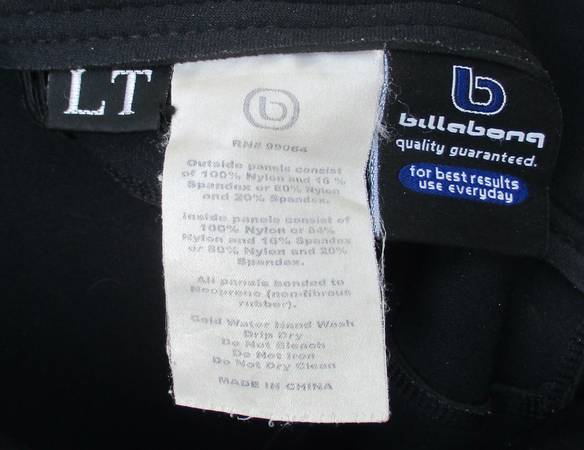 LT
b
RN# 99064
Outside panels consist
of 100% Nylon and 16 %
Spandex or 80% Nylon
and 20% Spandex.
Inside panels consist of
100% Nylon or 84%
Nylon and 16% Spandex
or 80% Nylon and 20%
Spandex.
All panels bonded to
Neoprene (non-fibrous
rubber).
Cold Water Hand Wash
Drip Dry
Do Not Bleach
Do Not Iron
Do Not Dry Clean
MADE IN CHINA
b
billabong
quality guaranteed.
for best results
use everyday